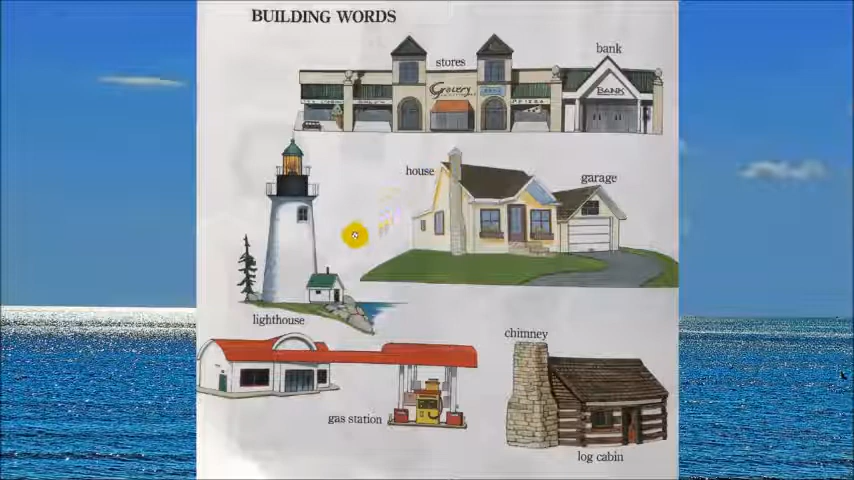 BUILDING WORDS
bank
stores
Grocery
BANK
house
garage
lighthouse
chimney
gas station
log cabin